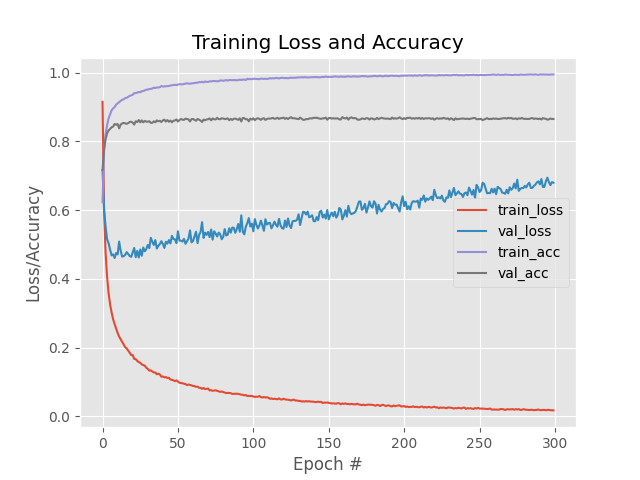 Training Loss and Accuracy
1.0
0.8
0.6
0.4
0.2
0.0
Loss/Accuracy
train_loss
val_loss
train_acc
val_acc
0 50 100 150 200 250 300
Epoch #